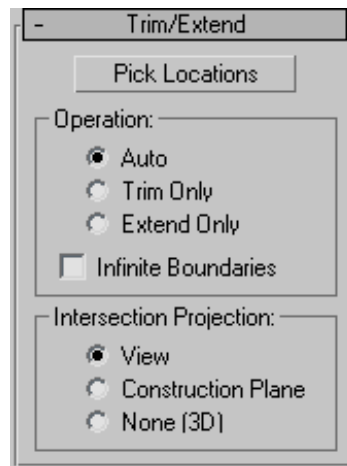 - Trim/Extend
Pick Locations
Operation:
Auto
Trim Only
Extend Only
Infinite Boundaries
Intersection Projection:
View
Construction Plane
None (3D)